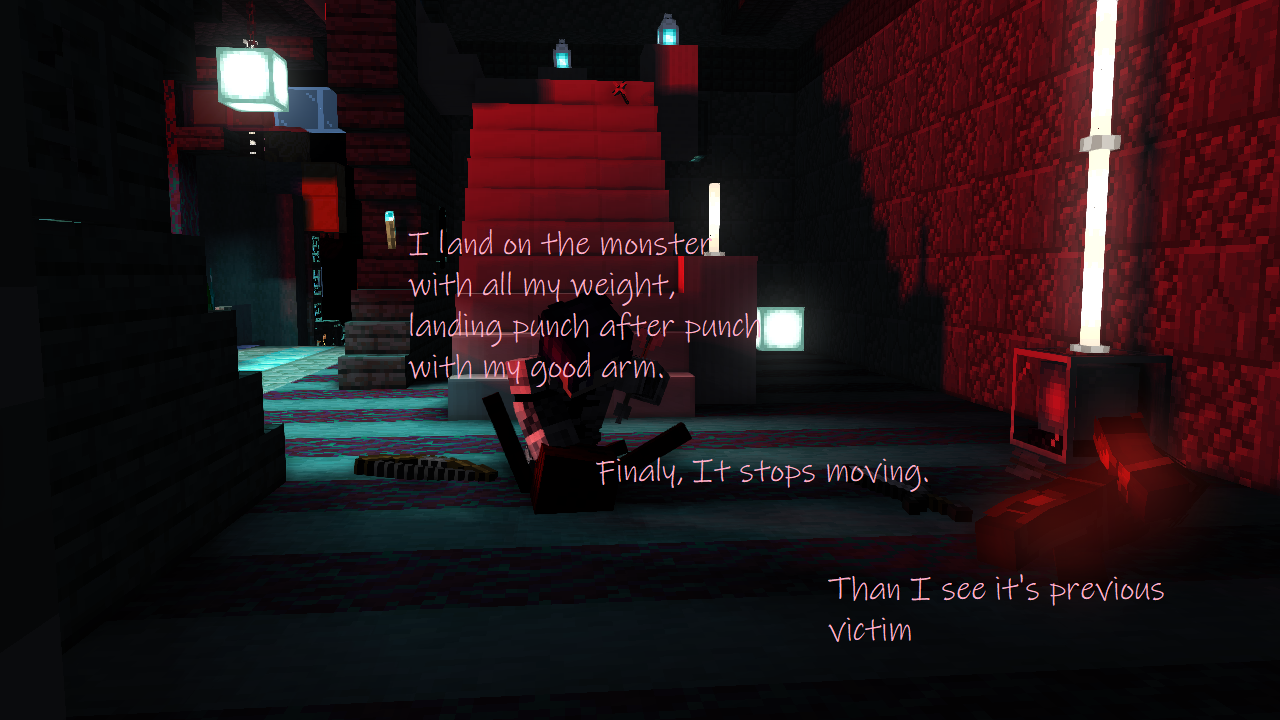 I land on the monster
with all my weight,
landing punch after punch
with my good arm.
Finaly, It stops moving.
Than I see it's previous
victim